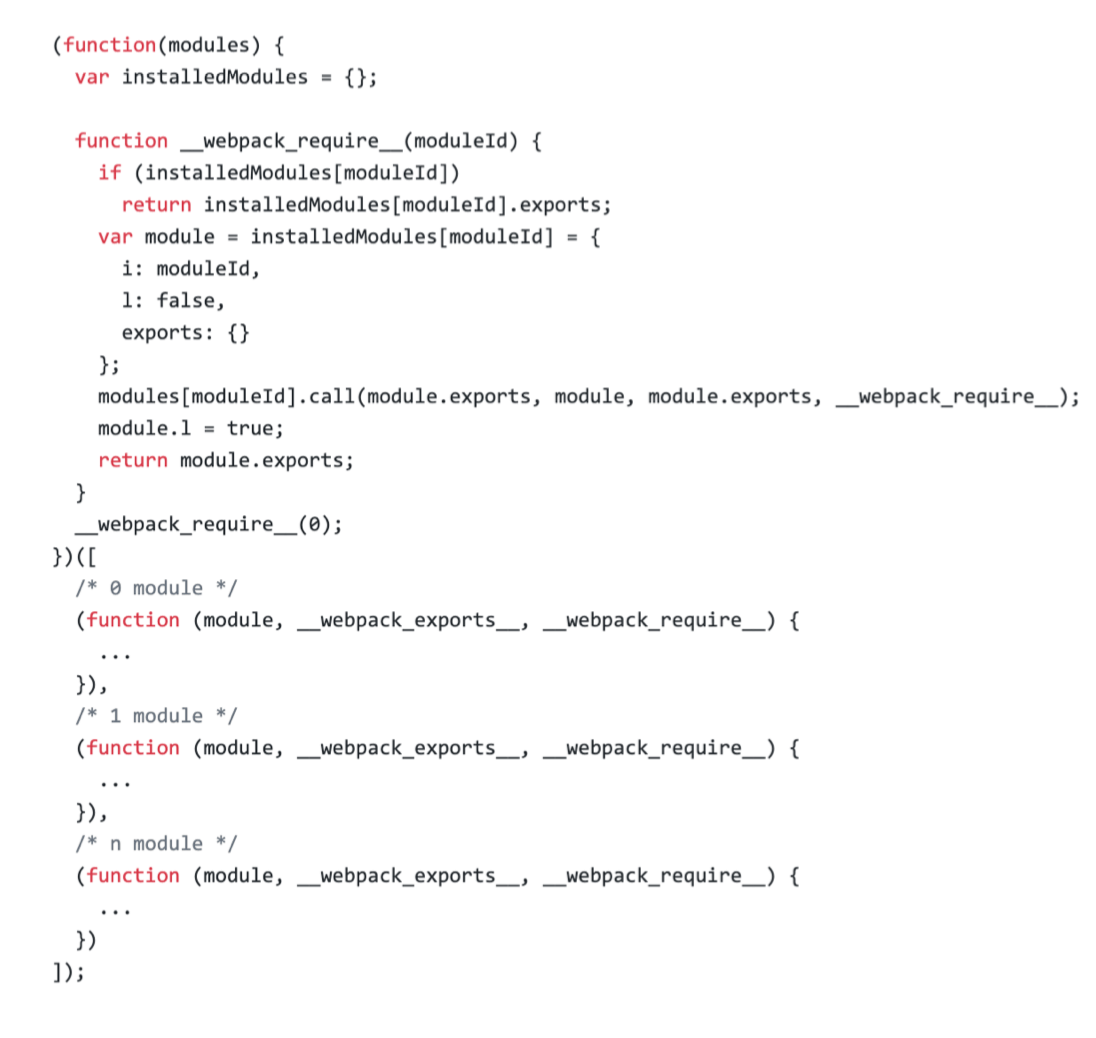 (function(modules) {
  var installedModules = {};

  function __webpack_require__(moduleId) {
    if (installedModules[moduleId])
      return installedModules[moduleId].exports;
    var module = installedModules[moduleId] = {
      i: moduleId,
      l: false,
      exports: {}
    };
    modules[moduleId].call(module.exports, module, module.exports, __webpack_require__);
    module.l = true;
    return module.exports;
  }
  __webpack_require__(0);
})([
  /* 0 module */
  (function (module, __webpack_exports__, __webpack_require__) {
    ...
  }),
  /* 1 module */
  (function (module, __webpack_exports__, __webpack_require__) {
    ...
  }),
  /* n module */
  (function (module, __webpack_exports__, __webpack_require__) {
    ...
  })
]);